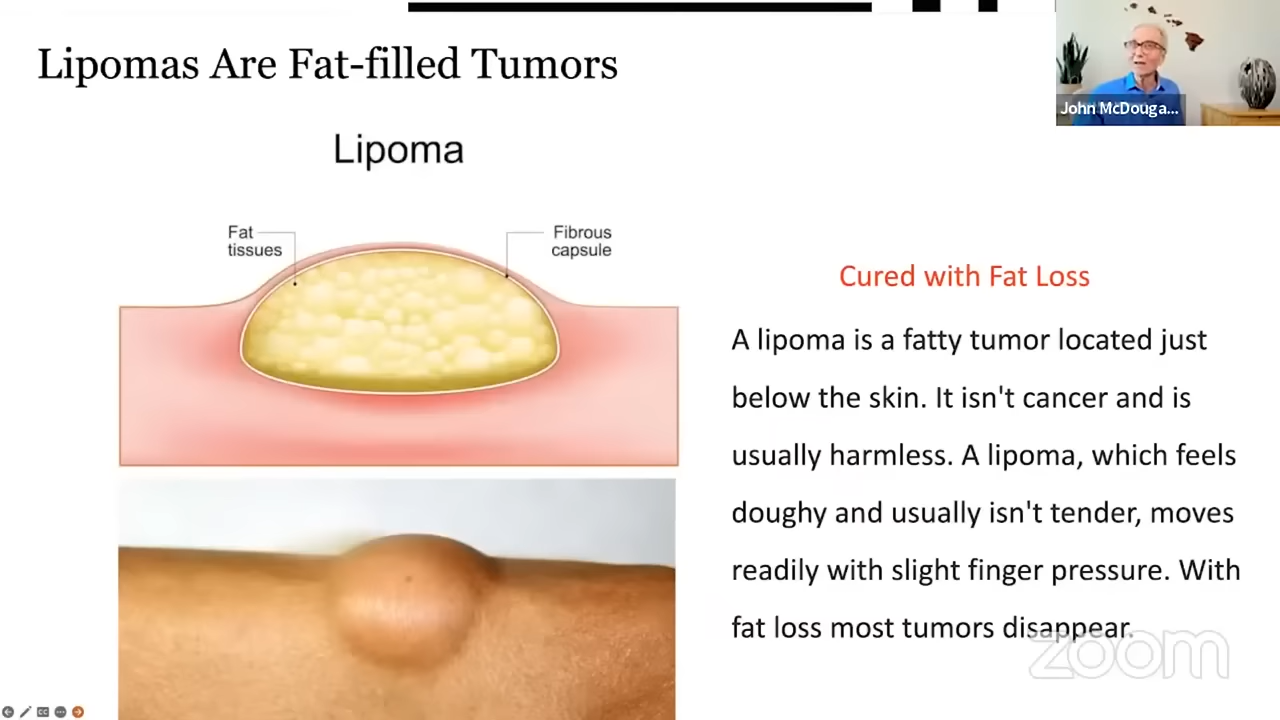 Lipomas Are Fat-filled Tumors
John McDouga...
Lipoma
Fat
tissues
Fibrous
capsule
Cured with Fat Loss
A lipoma is a fatty tumor located just
below the skin. It isn't cancer and is
usually harmless. A lipoma, which feels
doughy and usually isn't tender, moves
readily with slight finger pressure. With
fat loss most tumors disappear.
zoom